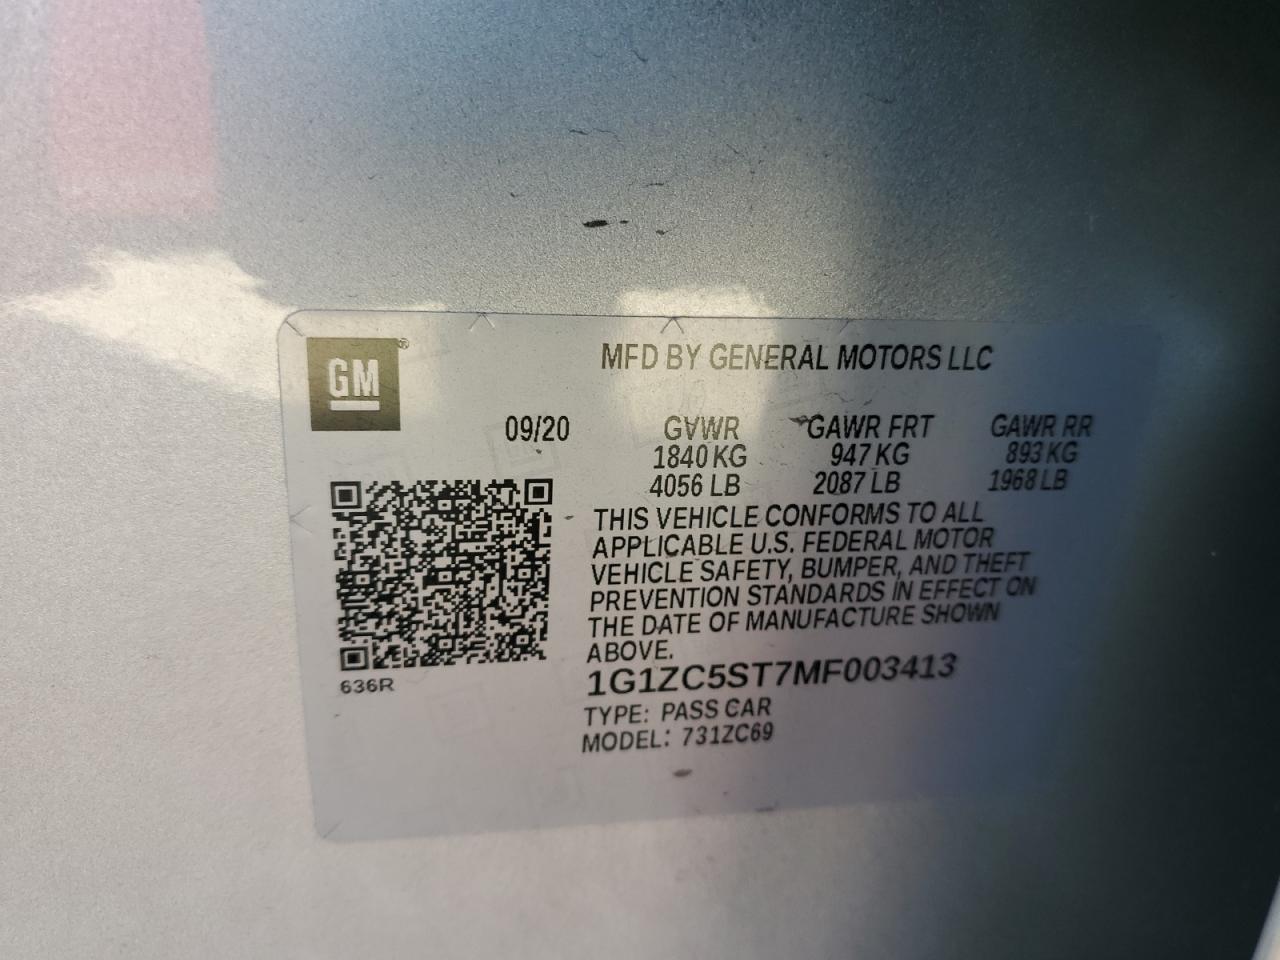 GM®
MFD BY GENERAL MOTORS LLC
09/20 GVWR GAWR FRT GAWR RR
1840 KG 947 KG 893 KG
4056 LB 2087 LB 1968 LB
THIS VEHICLE CONFORMS TO ALL
APPLICABLE U.S. FEDERAL MOTOR
VEHICLE SAFETY, BUMPER, AND THEFT
PREVENTION STANDARDS IN EFFECT ON
THE DATE OF MANUFACTURE SHOWN
ABOVE.
636R
1G1ZC5ST7MF003413
TYPE: PASS CAR
MODEL: 731ZC69